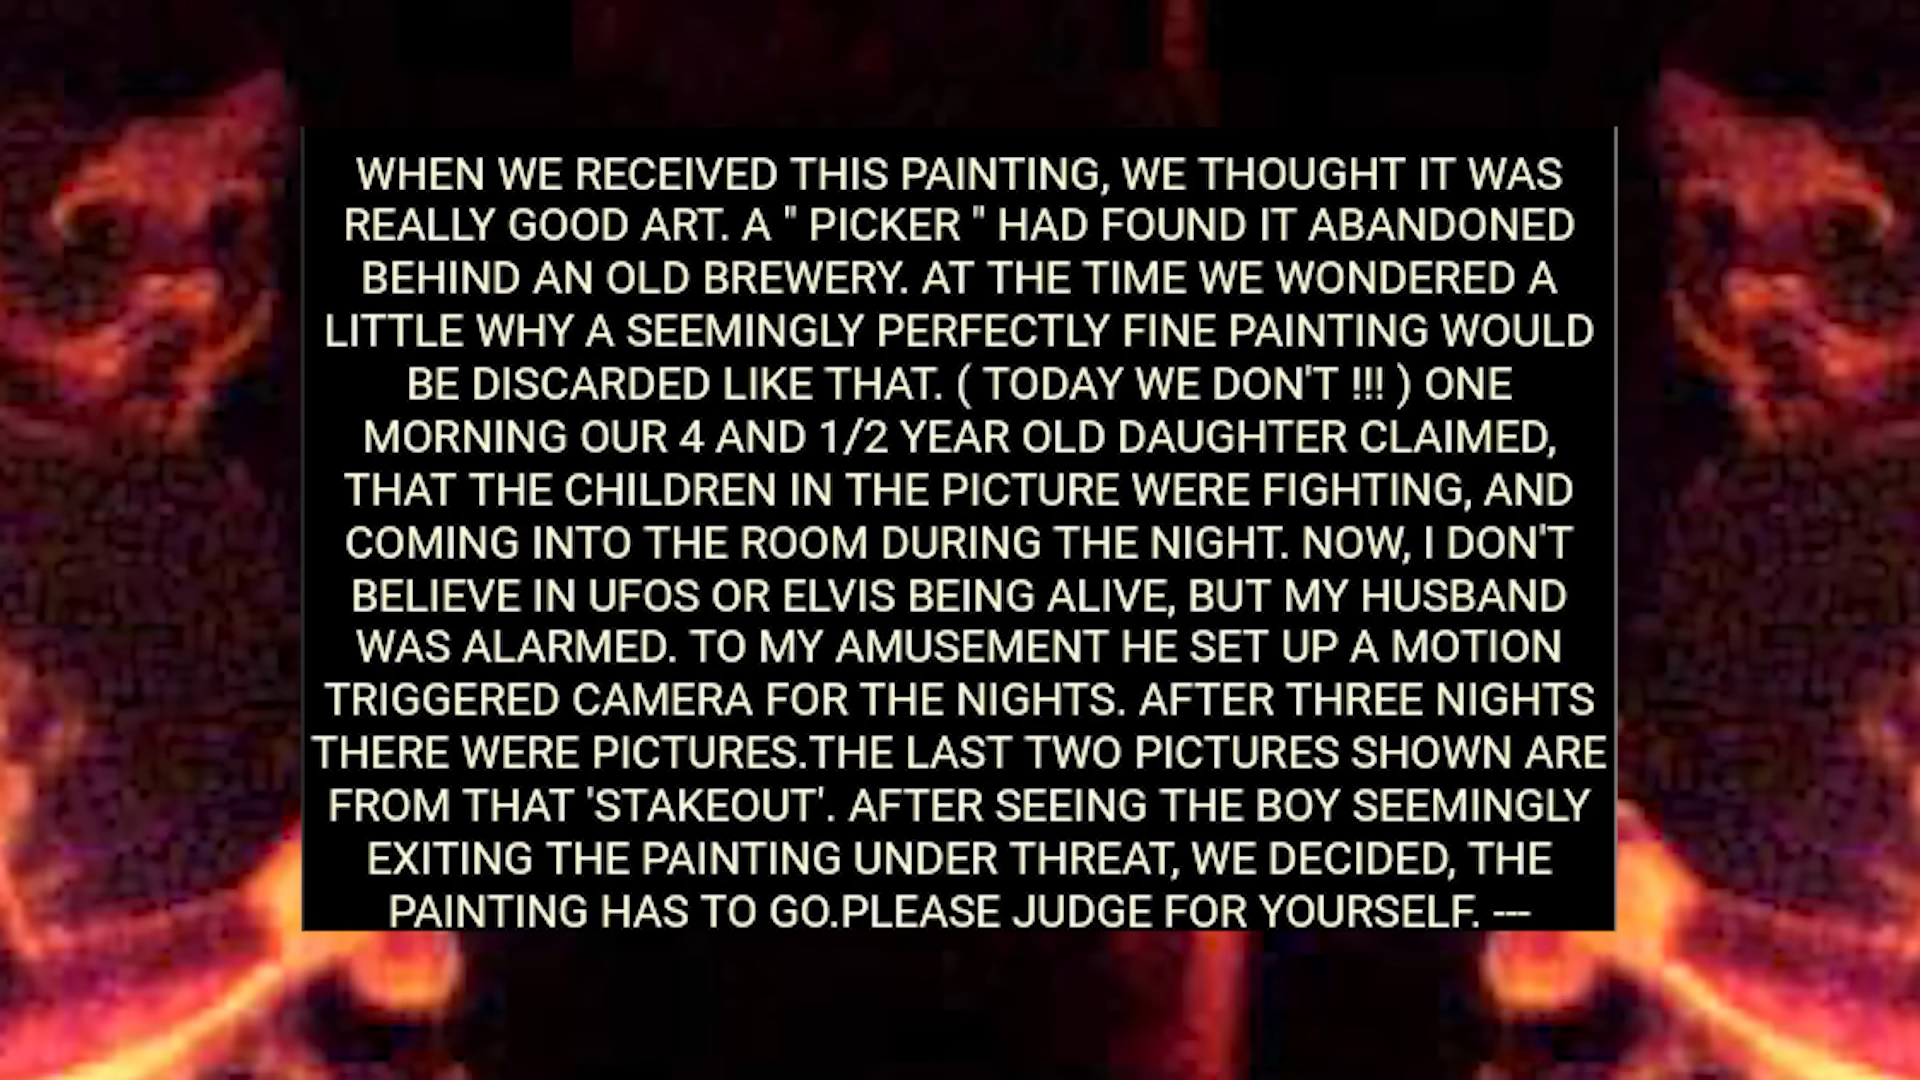 WHEN WE RECEIVED THIS PAINTING, WE THOUGHT IT WAS
REALLY GOOD ART. A " PICKER " HAD FOUND IT ABANDONED
BEHIND AN OLD BREWERY. AT THE TIME WE WONDERED A
LITTLE WHY A SEEMINGLY PERFECTLY FINE PAINTING WOULD
BE DISCARDED LIKE THAT. ( TODAY WE DON'T !!! ) ONE
MORNING OUR 4 AND 1/2 YEAR OLD DAUGHTER CLAIMED,
THAT THE CHILDREN IN THE PICTURE WERE FIGHTING, AND
COMING INTO THE ROOM DURING THE NIGHT. NOW, I DON'T
BELIEVE IN UFOS OR ELVIS BEING ALIVE, BUT MY HUSBAND
WAS ALARMED. TO MY AMUSEMENT HE SET UP A MOTION
TRIGGERED CAMERA FOR THE NIGHTS. AFTER THREE NIGHTS
THERE WERE PICTURES.THE LAST TWO PICTURES SHOWN ARE
FROM THAT 'STAKEOUT'. AFTER SEEING THE BOY SEEMINGLY
EXITING THE PAINTING UNDER THREAT, WE DECIDED, THE
PAINTING HAS TO GO.PLEASE JUDGE FOR YOURSELF. ---